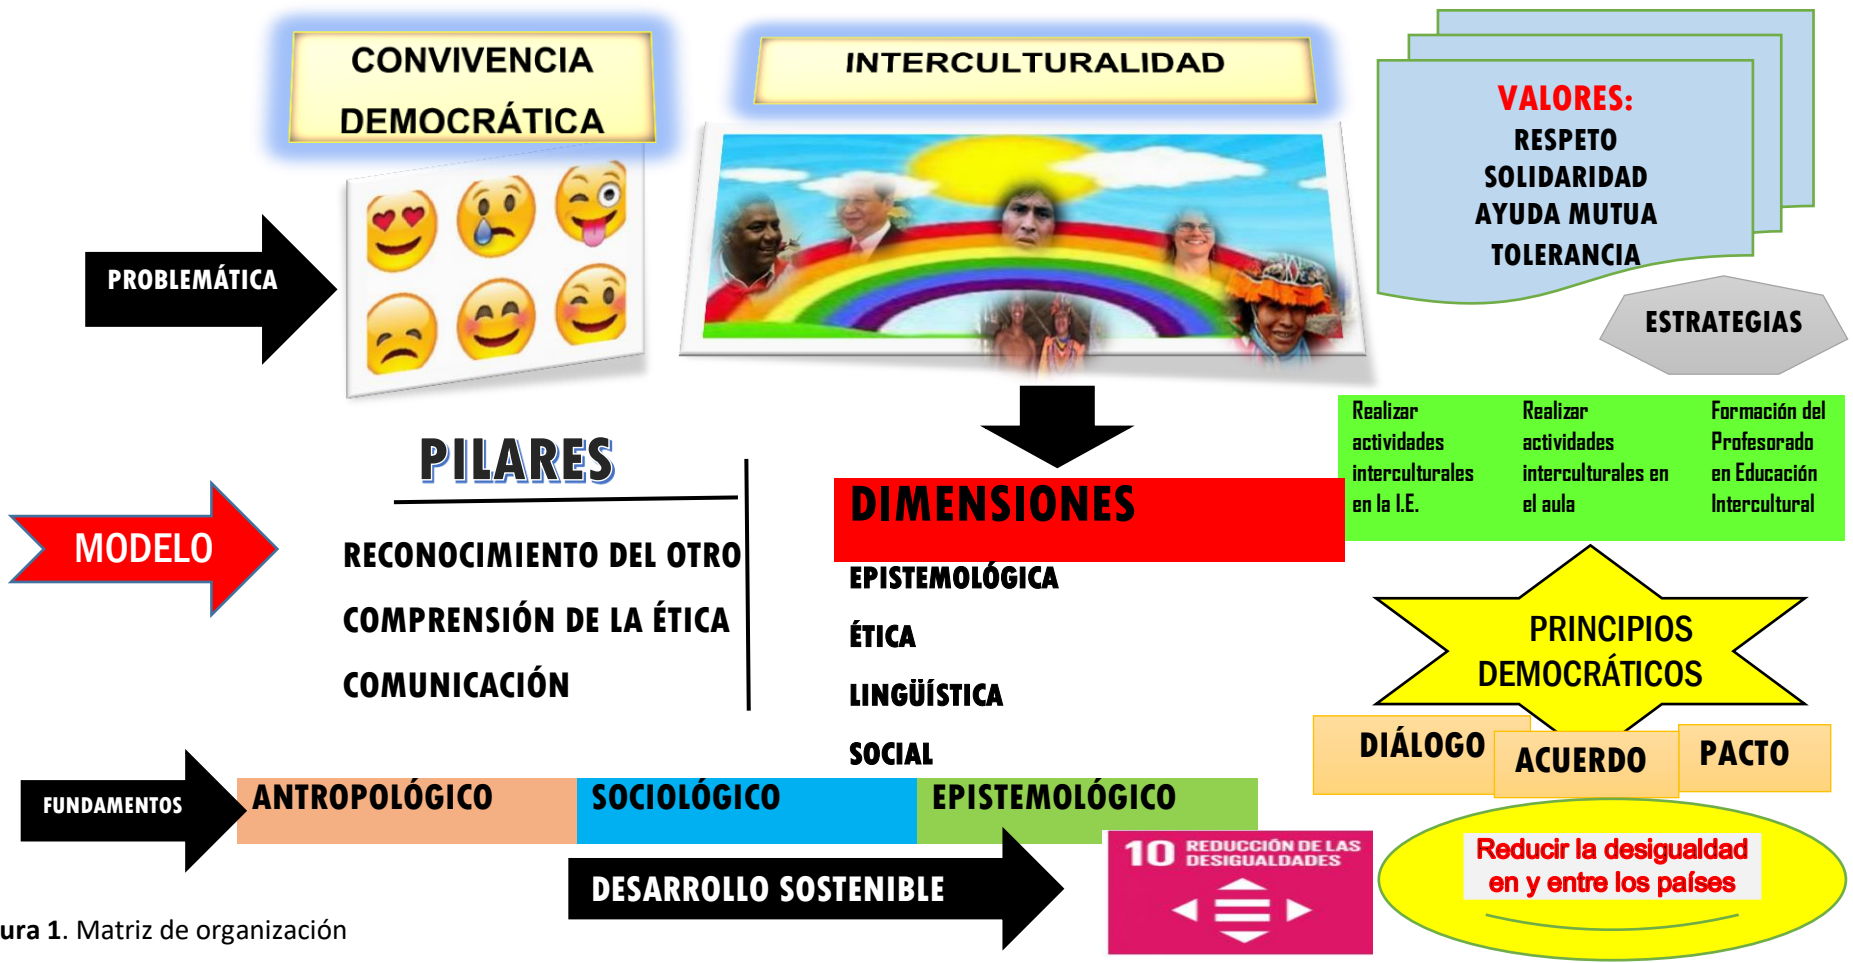 CONVIVENCIA
DEMOCRÁTICA
INTERCULTURALIDAD
VALORES:
RESPETO
SOLIDARIDAD
AYUDA MUTUA
TOLERANCIA
PROBLEMÁTICA
ESTRATEGIAS
Realizar
actividades
interculturales
en la I.E.
Realizar
actividades
interculturales en
el aula
Formación del
Profesorado
en Educación
Intercultural
PILARES
MODELO
RECONOCIMIENTO DEL OTRO
COMPRENSIÓN DE LA ÉTICA
COMUNICACIÓN
DIMENSIONES
EPISTEMOLÓGICA
ÉTICA
LINGÜÍSTICA
SOCIAL
PRINCIPIOS
DEMOCRÁTICOS
DIÁLOGO
ACUERDO
PACTO
FUNDAMENTOS
ANTROPOLÓGICO
SOCIOLÓGICO
EPISTEMOLÓGICO
DESARROLLO SOSTENIBLE
10 REDUCCIÓN DE LAS
DESIGUALDADES
Reducir la desigualdad
en y entre los países
ura 1. Matriz de organización